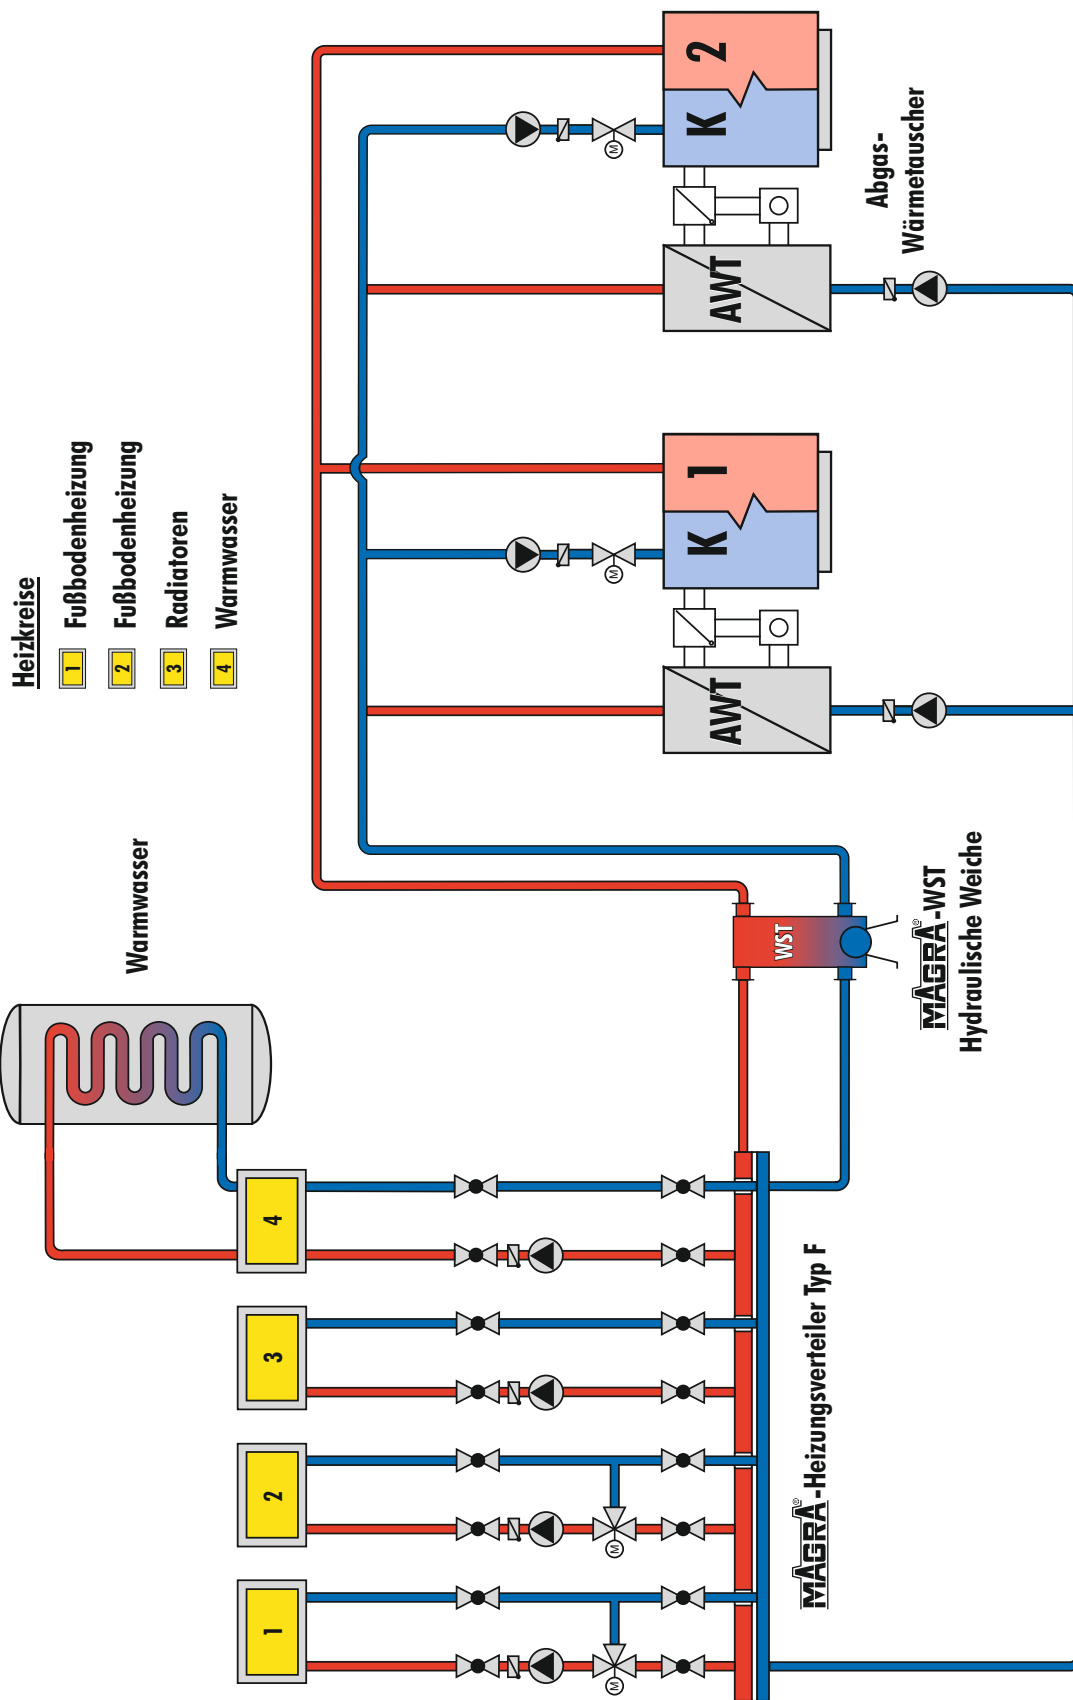 Heizkreise
1 Fußbodenheizung
2 Fußbodenheizung
3 Radiatoren
4 Warmwasser
Warmwasser
1
2
3
4
M
M
MAGRA®-Heizungsverteiler Typ F
WST
MAGRA®-WST
Hydraulische Weiche
AWT
K 1
M
AWT
K 2
M
Abgas-
Wärmetauscher